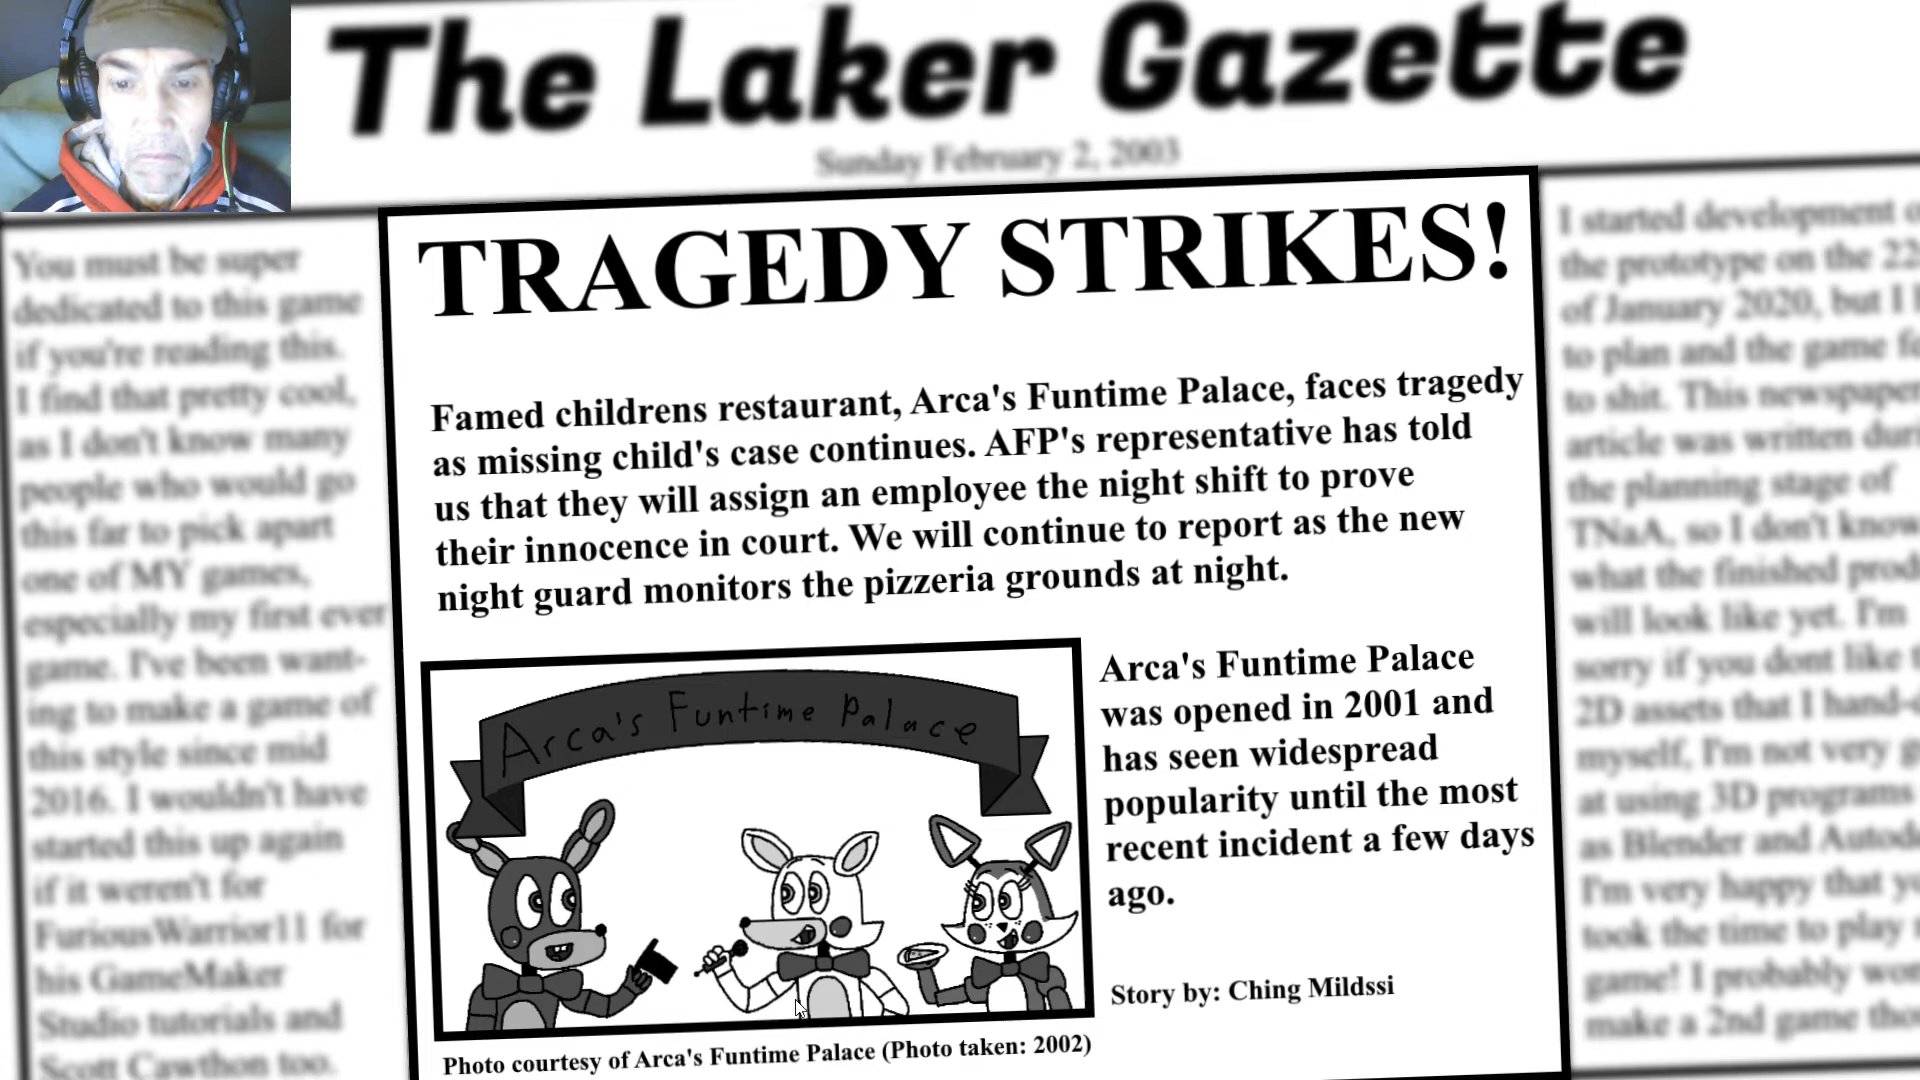 The Laker Gazette
Sunday February 2, 2003
TRAGEDY STRIKES!
Famed childrens restaurant, Arca's Funtime Palace, faces tragedy
as missing child's case continues. AFP's representative has told
us that they will assign an employee the night shift to prove
their innocence in court. We will continue to report as the new
night guard monitors the pizzeria grounds at night.
Arca's Funtime Palace
Arca's Funtime Palace
was opened in 2001 and
has seen widespread
popularity until the most
recent incident a few days
ago.
Story by: Ching Mildssi
Photo courtesy of Arca's Funtime Palace (Photo taken: 2002)
You must be super
dedicated to this game
if you're reading this.
I find that pretty cool,
as I don't know many
people who would go
this far to pick apart
one of MY games,
especially my first ever
game. I've been want-
ing to make a game of
this style since mid
2016. I wouldn't have
started this up again
if it weren't for
FuriousWarrior11 for
his GameMaker
Studio tutorials and
Scott Cawthon too.
I started development
the prototype on the 22
of January 2020, but I
to plan and the game
to shit. This newspaper
article was written
the planning stage of
TNaA, so I don't know
what the finished
will look like yet. I'm
sorry if you dont like
2D assets that I
myself, I'm not very
at using 3D programs
as Blender and
I'm very happy that
took the time to play
game! I probably
make a 2nd game